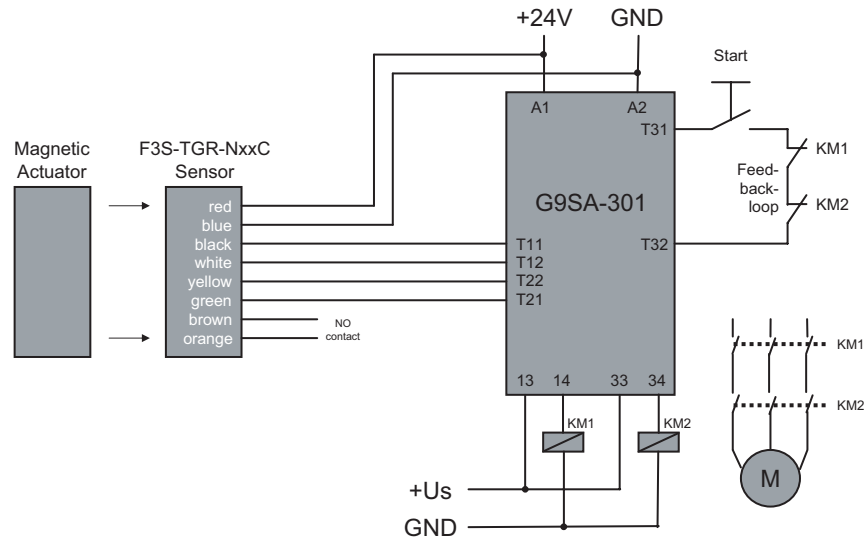 +24V
GND
Start
A1
A2
T31
Magnetic
Actuator
F3S-TGR-NxxC
Sensor
KM1
Feed-
back-
loop
KM2
G9SA-301
red
blue
black
white
yellow
green
brown
orange
T11
T12
T22
T21
T32
NO
contact
13
14
33
34
KM1
KM2
KM1
KM2
M
+Us
GND